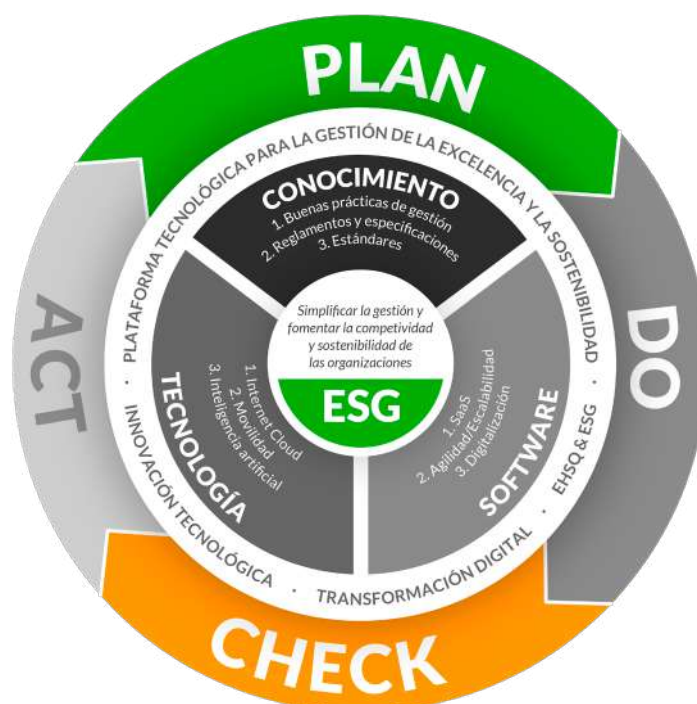 PLAN
DO
CHECK
ACT
PLATAFORMA TECNOLÓGICA PARA LA GESTIÓN DE LA EXCELENCIA Y LA SOSTENIBILIDAD
· EHSQ & ESG
· TRANSFORMACIÓN DIGITAL
· INNOVACIÓN TECNOLÓGICA ·
CONOCIMIENTO
1. Buenas prácticas de gestión
2. Reglamentos y especificaciones
3. Estándares
SOFTWARE
1. SaaS
2. Agilidad/Escalabilidad
3. Digitalización
TECNOLOGÍA
1. Internet Cloud
2. Movilidad
3. Inteligencia artificial
Simplificar la gestión y
fomentar la competividad
y sostenibilidad de
las organizaciones
ESG